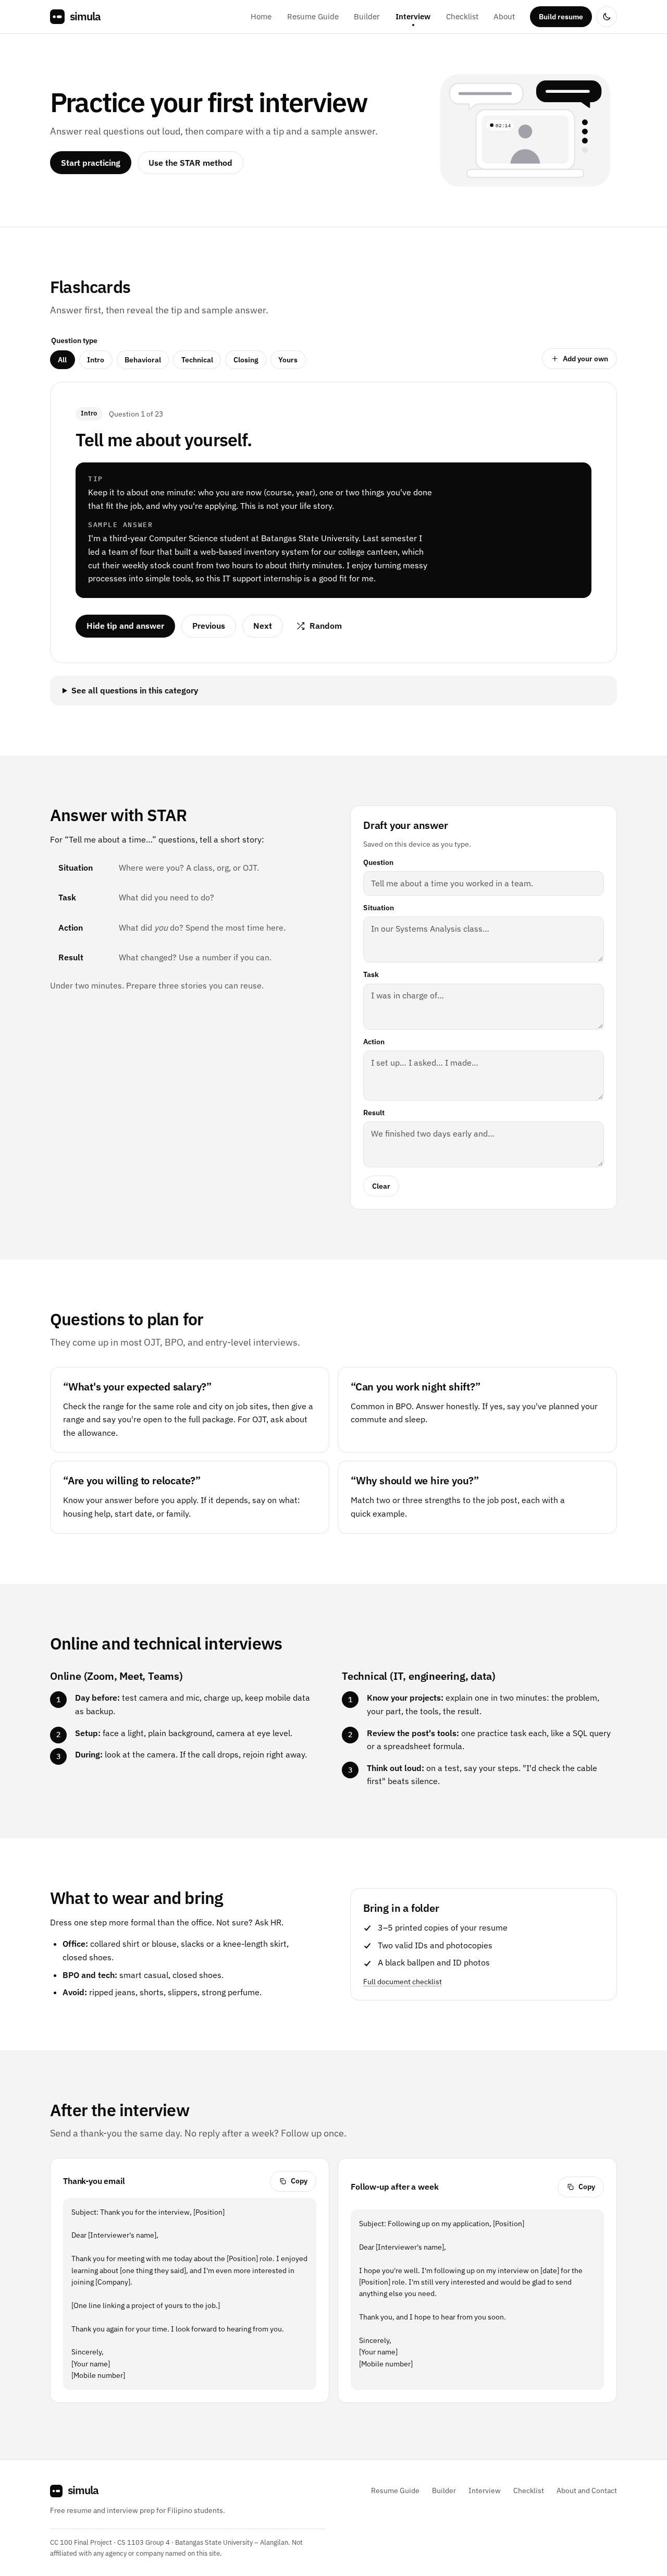 simula
Home
Resume Guide
Builder
Interview
Checklist
About
Build resume
Practice your first interview
Answer real questions out loud, then compare with a tip and a sample answer.
Start practicing
Use the STAR method
02:14
Flashcards
Answer first, then reveal the tip and sample answer.
Question type
All
Intro
Behavioral
Technical
Closing
Yours
Add your own
Intro
Question 1 of 23
Tell me about yourself.
TIP
Keep it to about one minute: who you are now (course, year), one or two things you've done
that fit the job, and why you're applying. This is not your life story.
SAMPLE ANSWER
I'm a third-year Computer Science student at Batangas State University. Last semester I
led a team of four that built a web-based inventory system for our college canteen, which
cut their weekly stock count from two hours to about thirty minutes. I enjoy turning messy
processes into simple tools, so this IT support internship is a good fit for me.
Hide tip and answer
Previous
Next
Random
See all questions in this category
Answer with STAR
For “Tell me about a time…” questions, tell a short story:
Situation
Where were you? A class, org, or OJT.
Task
What did you need to do?
Action
What did you do? Spend the most time here.
Result
What changed? Use a number if you can.
Under two minutes. Prepare three stories you can reuse.
Draft your answer
Saved on this device as you type.
Question
Tell me about a time you worked in a team.
Situation
In our Systems Analysis class…
Task
I was in charge of…
Action
I set up… I asked… I made…
Result
We finished two days early and…
Clear
Questions to plan for
They come up in most OJT, BPO, and entry-level interviews.
“What's your expected salary?”
Check the range for the same role and city on job sites, then give a
range and say you're open to the full package. For OJT, ask about
the allowance.
“Can you work night shift?”
Common in BPO. Answer honestly. If yes, say you've planned your
commute and sleep.
“Are you willing to relocate?”
Know your answer before you apply. If it depends, say on what:
housing help, start date, or family.
“Why should we hire you?”
Match two or three strengths to the job post, each with a
quick example.
Online and technical interviews
Online (Zoom, Meet, Teams)
1 Day before: test camera and mic, charge up, keep mobile data
as backup.
2 Setup: face a light, plain background, camera at eye level.
3 During: look at the camera. If the call drops, rejoin right away.
Technical (IT, engineering, data)
1 Know your projects: explain one in two minutes: the problem,
your part, the tools, the result.
2 Review the post's tools: one practice task each, like a SQL query
or a spreadsheet formula.
3 Think out loud: on a test, say your steps. "I'd check the cable
first" beats silence.
What to wear and bring
Dress one step more formal than the office. Not sure? Ask HR.
• Office: collared shirt or blouse, slacks or a knee-length skirt,
closed shoes.
• BPO and tech: smart casual, closed shoes.
• Avoid: ripped jeans, shorts, slippers, strong perfume.
Bring in a folder
3–5 printed copies of your resume
Two valid IDs and photocopies
A black ballpen and ID photos
Full document checklist
After the interview
Send a thank-you the same day. No reply after a week? Follow up once.
Thank-you email
Copy
Subject: Thank you for the interview, [Position]
Dear [Interviewer's name],
Thank you for meeting with me today about the [Position] role. I enjoyed
learning about [one thing they said], and I'm even more interested in
joining [Company].
[One line linking a project of yours to the job.]
Thank you again for your time. I look forward to hearing from you.
Sincerely,
[Your name]
[Mobile number]
Follow-up after a week
Copy
Subject: Following up on my application, [Position]
Dear [Interviewer's name],
I hope you're well. I'm following up on my interview on [date] for the
[Position] role. I'm still very interested and would be glad to send
anything else you need.
Thank you, and I hope to hear from you soon.
Sincerely,
[Your name]
[Mobile number]
simula
Free resume and interview prep for Filipino students.
Resume Guide
Builder
Interview
Checklist
About and Contact
CC 100 Final Project · CS 1103 Group 4 · Batangas State University – Alangilan. Not
affiliated with any agency or company named on this site.